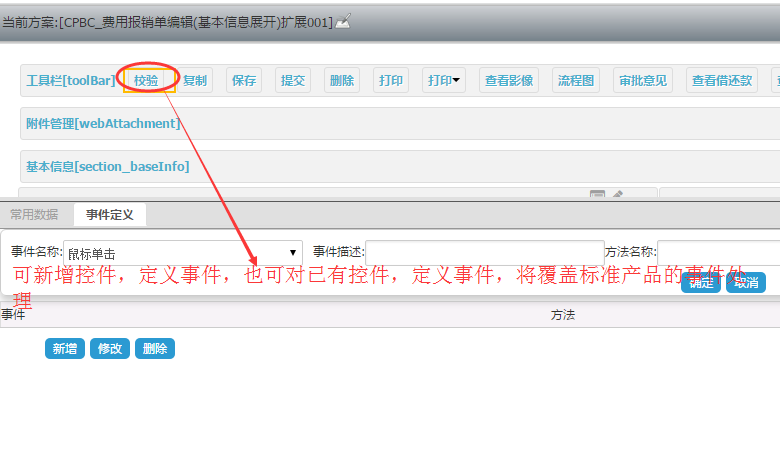 当前方案:[CPBC_费用报销单编辑(基本信息展开)扩展001]
工具栏[toolBar] 校验 复制 保存 提交 删除 打印 打印 查看影像 流程图 审批意见 查看借还款
附件管理[webAttachment]
基本信息[section_baseInfo]
常用数据 事件定义
事件名称: 鼠标单击 事件描述: 方法名称:
可新增控件，定义事件，也可对已有控件，定义事件，将覆盖标准产品的事件处
确定 取消
理
事件 方法
新增 修改 删除